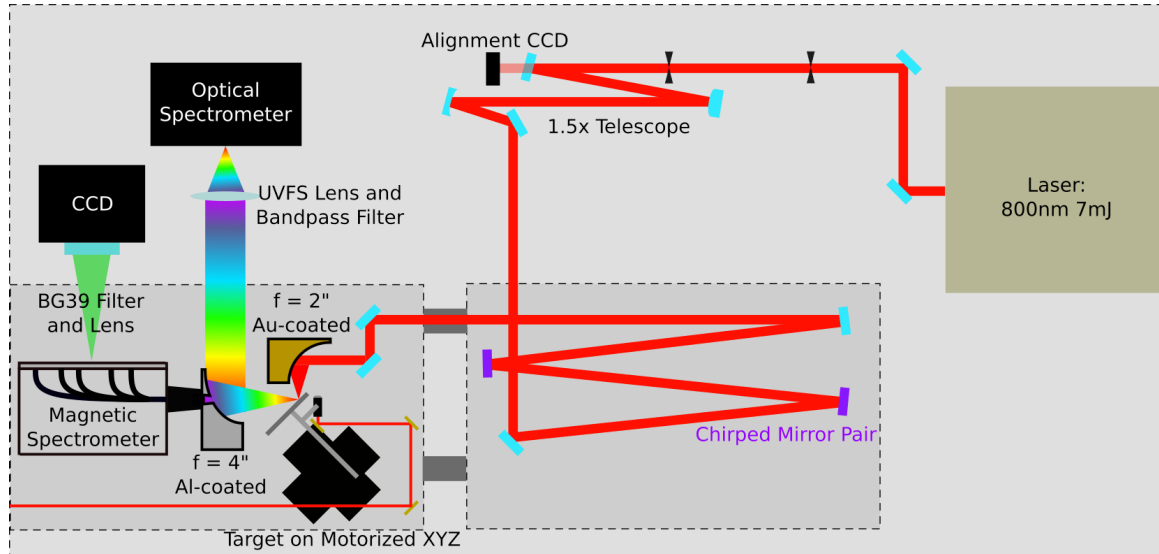 Alignment CCD
Optical
Spectrometer
1.5x Telescope
Laser:
800nm 7mJ
UVFS Lens and
Bandpass Filter
CCD
BG39 Filter
and Lens
f = 2"
Au-coated
Magnetic
Spectrometer
f = 4"
Al-coated
Chirped Mirror Pair
Target on Motorized XYZ